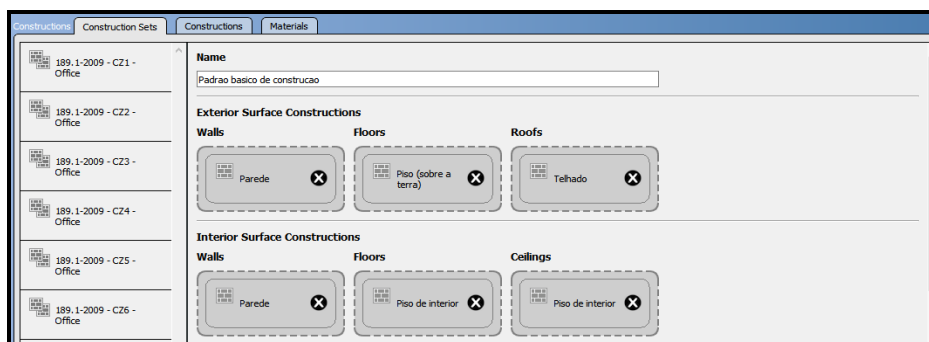 Constructions
Construction Sets
Constructions
Materials
189.1-2009 - CZ1 -
Office
189.1-2009 - CZ2 -
Office
189.1-2009 - CZ3 -
Office
189.1-2009 - CZ4 -
Office
189.1-2009 - CZ5 -
Office
189.1-2009 - CZ6 -
Office
Name
Padrao basico de construcao
Exterior Surface Constructions
Walls
Floors
Roofs
Parede
Piso (sobre a
terra)
Telhado
Interior Surface Constructions
Walls
Floors
Ceilings
Parede
Piso de interior
Piso de interior